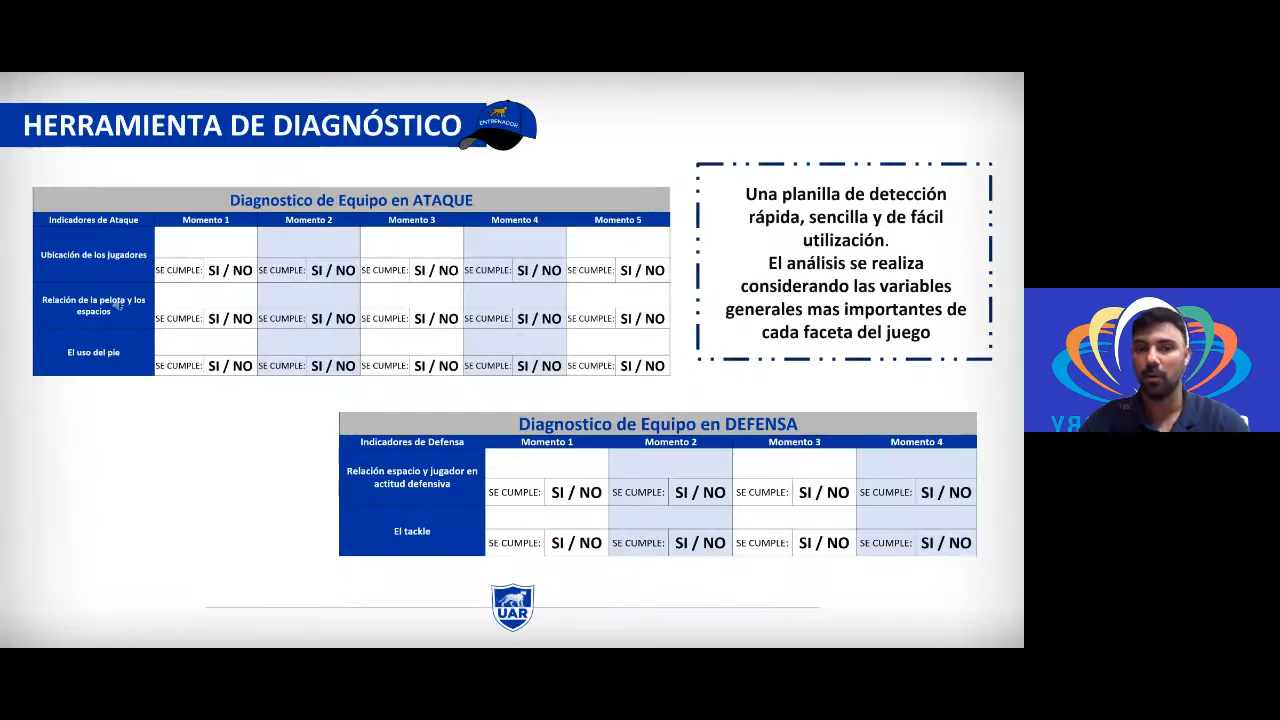 HERRAMIENTA DE DIAGNÓSTICO
ENTRENADOR
Diagnostico de Equipo en ATAQUE
Indicadores de Ataque Momento 1 Momento 2 Momento 3 Momento 4 Momento 5
Ubicación de los jugadores
SE CUMPLE: SI / NO SE CUMPLE: SI / NO SE CUMPLE: SI / NO SE CUMPLE: SI / NO SE CUMPLE: SI / NO
Relación de la pelota y los
espacios
SE CUMPLE: SI / NO SE CUMPLE: SI / NO SE CUMPLE: SI / NO SE CUMPLE: SI / NO SE CUMPLE: SI / NO
El uso del pie
SE CUMPLE: SI / NO SE CUMPLE: SI / NO SE CUMPLE: SI / NO SE CUMPLE: SI / NO SE CUMPLE: SI / NO
Una planilla de detección
rápida, sencilla y de fácil
utilización.
El análisis se realiza
considerando las variables
generales mas importantes de
cada faceta del juego
Diagnostico de Equipo en DEFENSA
Indicadores de Defensa Momento 1 Momento 2 Momento 3 Momento 4
Relación espacio y jugador en
actitud defensiva
SE CUMPLE: SI / NO SE CUMPLE: SI / NO SE CUMPLE: SI / NO SE CUMPLE: SI / NO
El tackle
SE CUMPLE: SI / NO SE CUMPLE: SI / NO SE CUMPLE: SI / NO SE CUMPLE: SI / NO
UAR